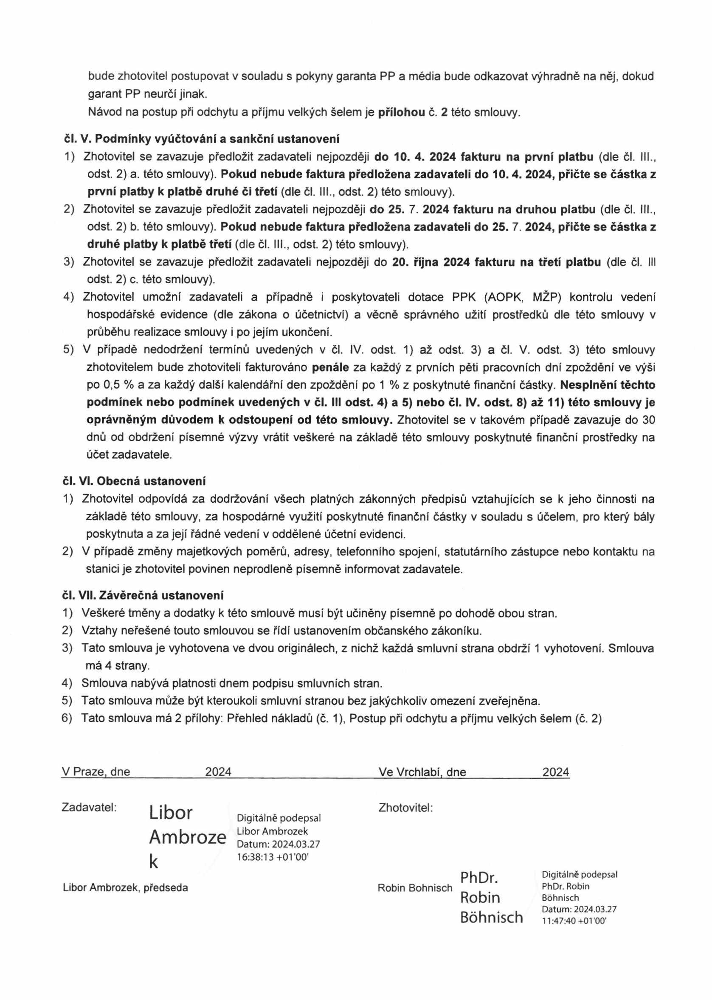 bude zhotovitel postupovat v souladu s pokyny garanta PP a média bude odkazovat výhradně na něj, dokud
garant PP neurčí jinak.
Návod na postup při odchytu a příjmu velkých šelem je přílohou č. 2 této smlouvy.
čl. V. Podmínky vyúčtování a sankční ustanovení
1) Zhotovitel se zavazuje předložit zadavateli nejpozději do 10. 4. 2024 fakturu na první platbu (dle čl. III.,
odst. 2) a. této smlouvy). Pokud nebude faktura předložena zadavateli do 10. 4. 2024, přičte se částka z
první platby k platbě druhé či třetí (dle čl. III., odst. 2) této smlouvy).
2) Zhotovitel se zavazuje předložit zadavateli nejpozději do 25. 7. 2024 fakturu na druhou platbu (dle čl. III.,
odst. 2) b. této smlouvy). Pokud nebude faktura předložena zadavateli do 25. 7. 2024, přičte se částka z
druhé platby k platbě třetí (dle čl. III., odst. 2) této smlouvy).
3) Zhotovitel se zavazuje předložit zadavateli nejpozději do 20. října 2024 fakturu na třetí platbu (dle čl. III
odst. 2) c. této smlouvy).
4) Zhotovitel umožní zadavateli a případně i poskytovateli dotace PPK (AOPK, MŽP) kontrolu vedení
hospodářské evidence (dle zákona o účetnictví) a věcně správného užití prostředků dle této smlouvy v
průběhu realizace smlouvy i po jejím ukončení.
5) V případě nedodržení termínů uvedených v čl. IV. odst. 1) až odst. 3) a čl. V. odst. 3) této smlouvy
zhotovitelem bude zhotoviteli fakturováno penále za každý z prvních pěti pracovních dní zpoždění ve výši
po 0,5 % a za každý další kalendářní den zpoždění po 1 % z poskytnuté finanční částky. Nesplnění těchto
podmínek nebo podmínek uvedených v čl. III odst. 4) a 5) nebo čl. IV. odst. 8) až 11) této smlouvy je
oprávněným důvodem k odstoupení od této smlouvy. Zhotovitel se v takovém případě zavazuje do 30
dnů od obdržení písemné výzvy vrátit veškeré na základě této smlouvy poskytnuté finanční prostředky na
účet zadavatele.
čl. VI. Obecná ustanovení
1) Zhotovitel odpovídá za dodržování všech platných zákonných předpisů vztahujících se k jeho činnosti na
základě této smlouvy, za hospodárné využití poskytnuté finanční částky v souladu s účelem, pro který bály
poskytnuta a za její řádné vedení v oddělené účetní evidenci.
2) V případě změny majetkových poměrů, adresy, telefonního spojení, statutárního zástupce nebo kontaktu na
stanici je zhotovitel povinen neprodleně písemně informovat zadavatele.
čl. VII. Závěrečná ustanovení
1) Veškeré tměny a dodatky k této smlouvě musí být učiněny písemně po dohodě obou stran.
2) Vztahy neřešené touto smlouvou se řídí ustanovením občanského zákoníku.
3) Tato smlouva je vyhotovena ve dvou originálech, z nichž každá smluvní strana obdrží 1 vyhotovení. Smlouva
má 4 strany.
4) Smlouva nabývá platnosti dnem podpisu smluvních stran.
5) Tato smlouva může být kteroukoli smluvní stranou bez jakýchkoliv omezení zveřejněna.
6) Tato smlouva má 2 přílohy: Přehled nákladů (č. 1), Postup při odchytu a příjmu velkých šelem (č. 2)
V Praze, dne 2024 Ve Vrchlabí, dne 2024
Zadavatel:
Libor
Ambroze
k
Digitálně podepsal
Libor Ambrozek
Datum: 2024.03.27
16:38:13 +01'00'
Libor Ambrozek, předseda
Zhotovitel:
Robin Bohnisch
PhDr.
Robin
Böhnisch
Digitálně podepsal
PhDr. Robin
Böhnisch
Datum: 2024.03.27
11:47:40 +01'00'